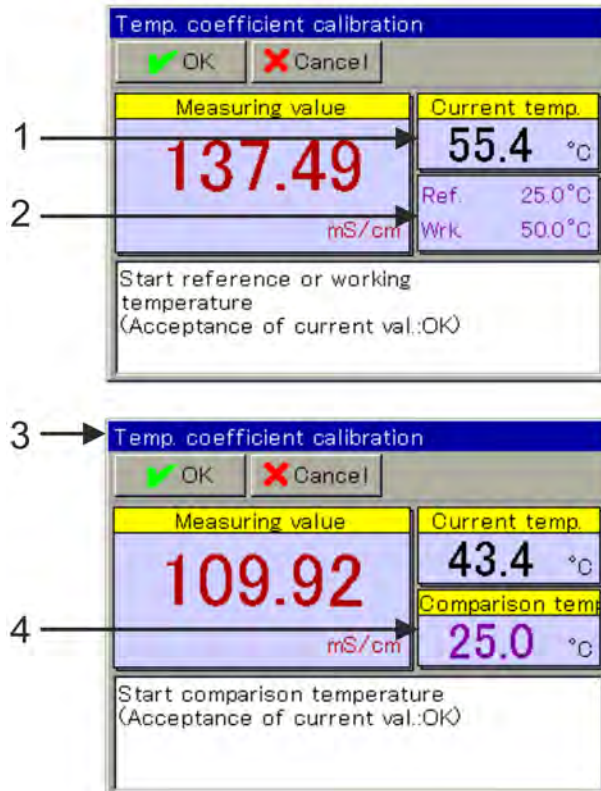 Temp. coefficient calibration
OK Cancel
Measuring value Current temp.
1
137.49 55.4 °C
2
Ref. 25.0°C
mS/cm Wrk. 50.0°C
Start reference or working
temperature
(Acceptance of current val.:OK)
3
Temp. coefficient calibration
OK Cancel
Measuring value Current temp.
109.92 43.4 °C
Comparison temp
4
mS/cm 25.0 °C
Start comparison temperature
(Acceptance of current val.:OK)